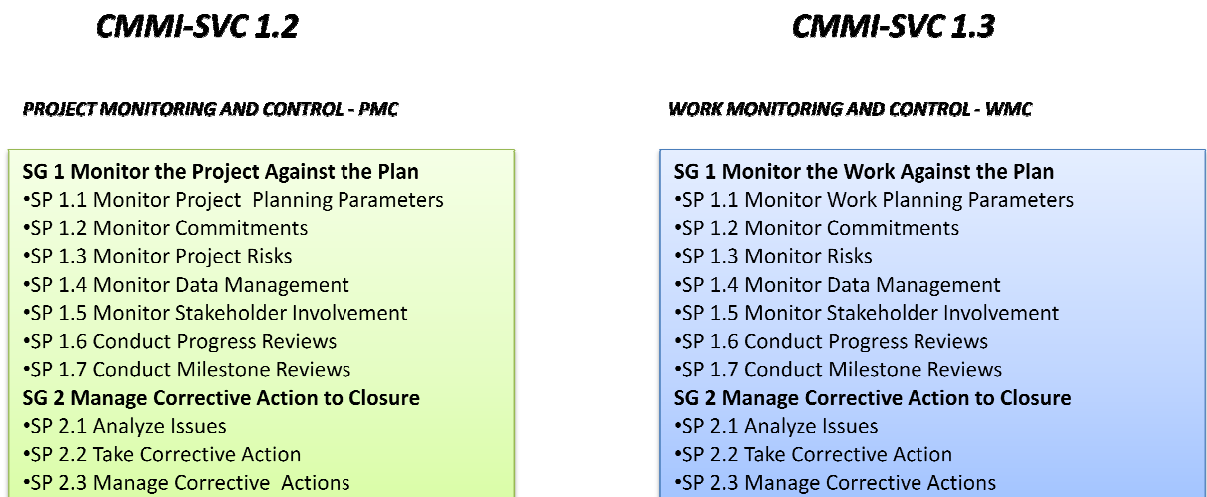 CMMI-SVC 1.2
PROJECT MONITORING AND CONTROL - PMC
SG 1 Monitor the Project Against the Plan
•SP 1.1 Monitor Project  Planning Parameters
•SP 1.2 Monitor Commitments
•SP 1.3 Monitor Project Risks
•SP 1.4 Monitor Data Management
•SP 1.5 Monitor Stakeholder Involvement
•SP 1.6 Conduct Progress Reviews
•SP 1.7 Conduct Milestone Reviews
SG 2 Manage Corrective Action to Closure
•SP 2.1 Analyze Issues
•SP 2.2 Take Corrective Action
•SP 2.3 Manage Corrective  Actions
CMMI-SVC 1.3
WORK MONITORING AND CONTROL - WMC
SG 1 Monitor the Work Against the Plan
•SP 1.1 Monitor Work Planning Parameters
•SP 1.2 Monitor Commitments
•SP 1.3 Monitor Risks
•SP 1.4 Monitor Data Management
•SP 1.5 Monitor Stakeholder Involvement
•SP 1.6 Conduct Progress Reviews
•SP 1.7 Conduct Milestone Reviews
SG 2 Manage Corrective Action to Closure
•SP 2.1 Analyze Issues
•SP 2.2 Take Corrective Action
•SP 2.3 Manage Corrective Actions